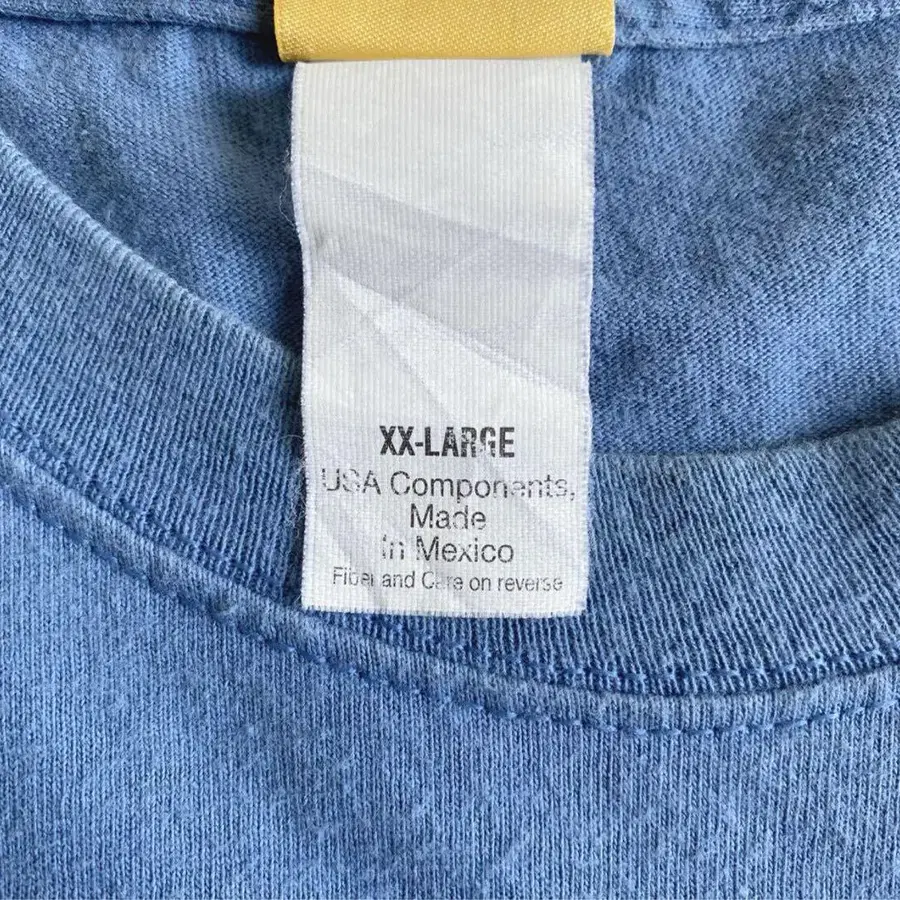 XX-LARGE
USA Components,
Made
In Mexico
Fiber and Care on reverse